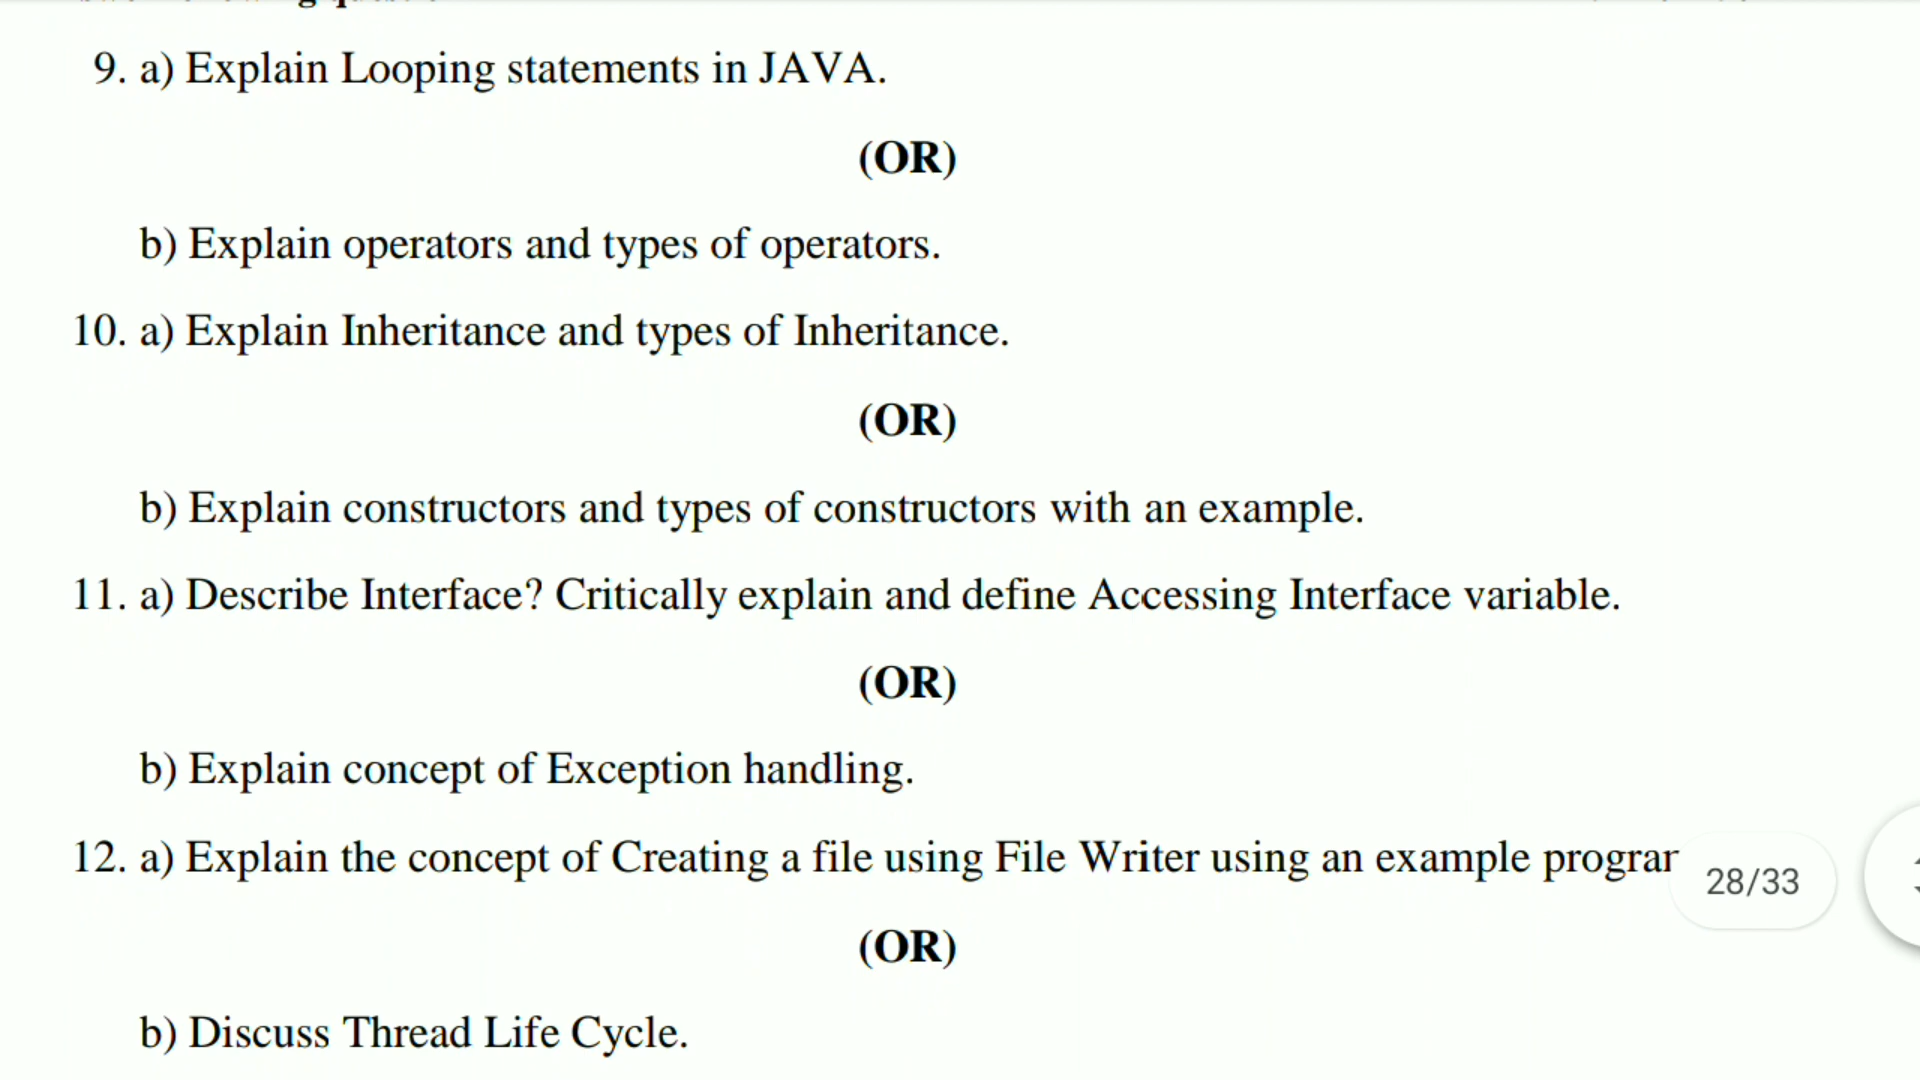 9. a) Explain Looping statements in JAVA.
(OR)
b) Explain operators and types of operators.
10. a) Explain Inheritance and types of Inheritance.
(OR)
b) Explain constructors and types of constructors with an example.
11. a) Describe Interface? Critically explain and define Accessing Interface variable.
(OR)
b) Explain concept of Exception handling.
12. a) Explain the concept of Creating a file using File Writer using an example
28/33
(OR)
b) Discuss Thread Life Cycle.